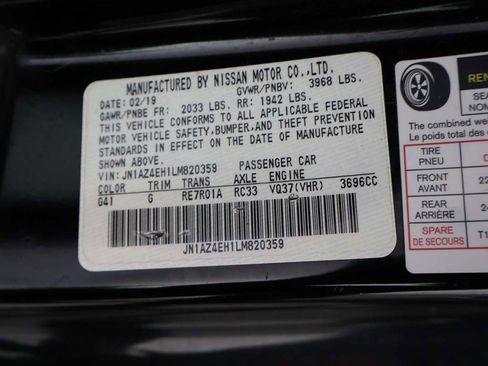 MANUFACTURED BY NISSAN MOTOR CO., LTD.
DATE: 02/19 GVWR/PNBV: 3968 LBS.
GAWR/PNBE FR: 2033 LBS. RR: 1942 LBS.
THIS VEHICLE CONFORMS TO ALL APPLICABLE FEDERAL
MOTOR VEHICLE SAFETY, BUMPER, AND THEFT PREVENTION
STANDARDS IN EFFECT ON THE DATE OF MANUFACTURE
SHOWN ABOVE.
VIN: JN1AZ4EH1LM820359 PASSENGER CAR
COLOR TRIM TRANS AXLE ENGINE
G41 G RE7R01A RC33 VQ37(VHR) 3696CC
JN1AZ4EH1LM820359
The combined we
Le poids total des
TIRE
PNEU
FRONT
AVANT
22
REAR
ARRIÈRE
24
SPARE
DE SECOURS
T1